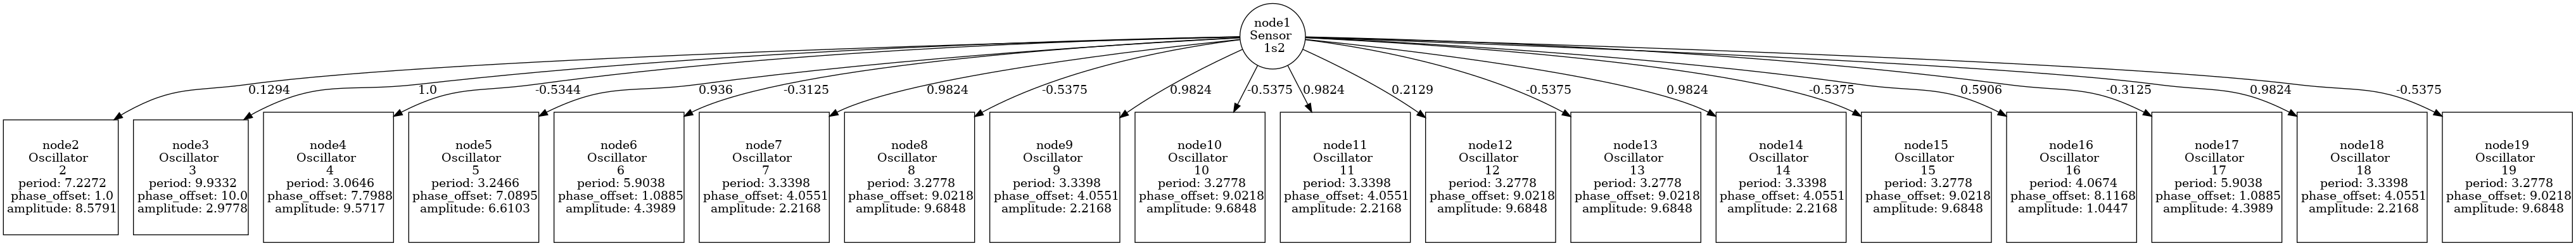 node1
Sensor
1s2
0.1294
1.0
-0.5344
0.936
-0.3125
0.9824
-0.5375
0.9824
-0.5375
0.9824
0.2129
-0.5375
0.9824
-0.5375
0.5906
-0.3125
0.9824
-0.5375
node2
Oscillator
2
period: 7.2272
phase_offset: 1.0
amplitude: 8.5791
node3
Oscillator
3
period: 9.9332
phase_offset: 10.0
amplitude: 2.9778
node4
Oscillator
4
period: 3.0646
phase_offset: 7.7988
amplitude: 9.5717
node5
Oscillator
5
period: 3.2466
phase_offset: 7.0895
amplitude: 6.6103
node6
Oscillator
6
period: 5.9038
phase_offset: 1.0885
amplitude: 4.3989
node7
Oscillator
7
period: 3.3398
phase_offset: 4.0551
amplitude: 2.2168
node8
Oscillator
8
period: 3.2778
phase_offset: 9.0218
amplitude: 9.6848
node9
Oscillator
9
period: 3.3398
phase_offset: 4.0551
amplitude: 2.2168
node10
Oscillator
10
period: 3.2778
phase_offset: 9.0218
amplitude: 9.6848
node11
Oscillator
11
period: 3.3398
phase_offset: 4.0551
amplitude: 2.2168
node12
Oscillator
12
period: 3.2778
phase_offset: 9.0218
amplitude: 9.6848
node13
Oscillator
13
period: 3.2778
phase_offset: 9.0218
amplitude: 9.6848
node14
Oscillator
14
period: 3.3398
phase_offset: 4.0551
amplitude: 2.2168
node15
Oscillator
15
period: 3.2778
phase_offset: 9.0218
amplitude: 9.6848
node16
Oscillator
16
period: 4.0674
phase_offset: 8.1168
amplitude: 1.0447
node17
Oscillator
17
period: 5.9038
phase_offset: 1.0885
amplitude: 4.3989
node18
Oscillator
18
period: 3.3398
phase_offset: 4.0551
amplitude: 2.2168
node19
Oscillator
19
period: 3.2778
phase_offset: 9.0218
amplitude: 9.6848